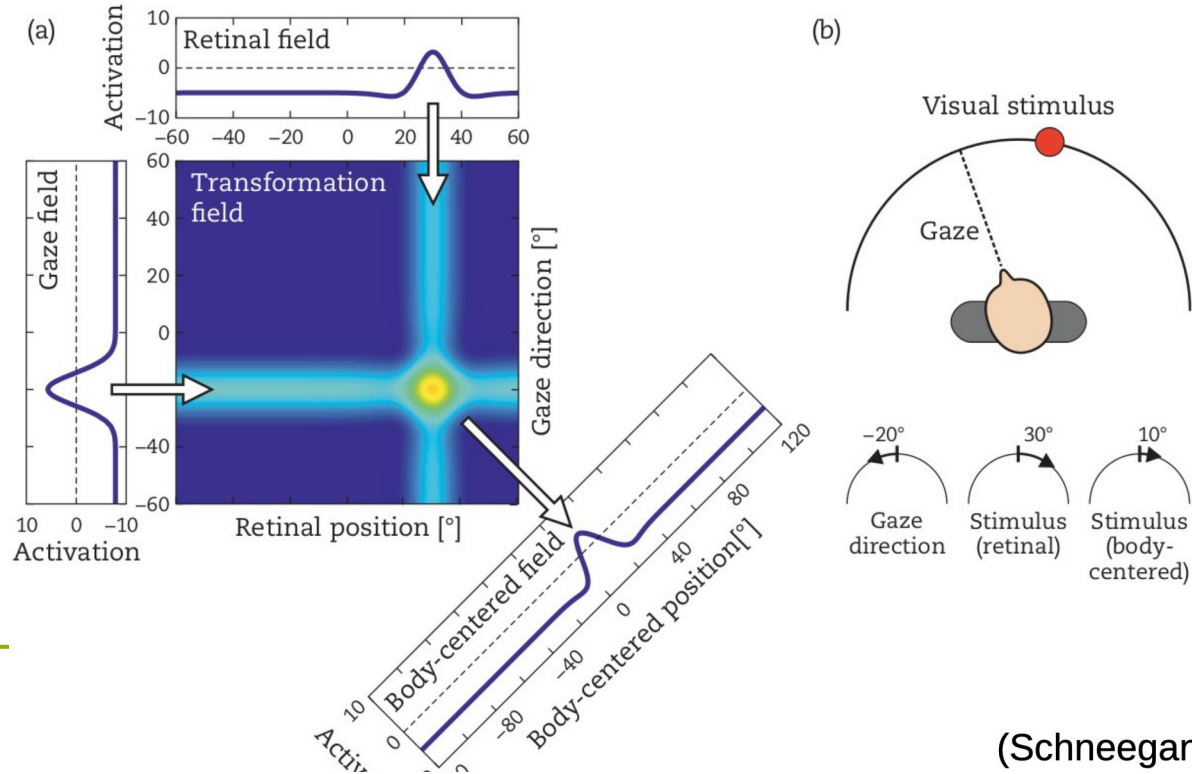 (a)
Activation
10
0
−10
Retinal field
−60 −40 −20 0 20 40 60
Gaze field
10 0 −10
Activation
Transformation
field
60
40
20
0
−40
−60
Retinal position [°]
Gaze direction [°]
Body-centered field
10
0
−80
−40
0
40
80
120
Body-centered position[°]
(b)
Visual stimulus
Gaze
−20°
30°
10°
Gaze
direction
Stimulus
(retinal)
Stimulus
(body-
centered)
(Schneegar